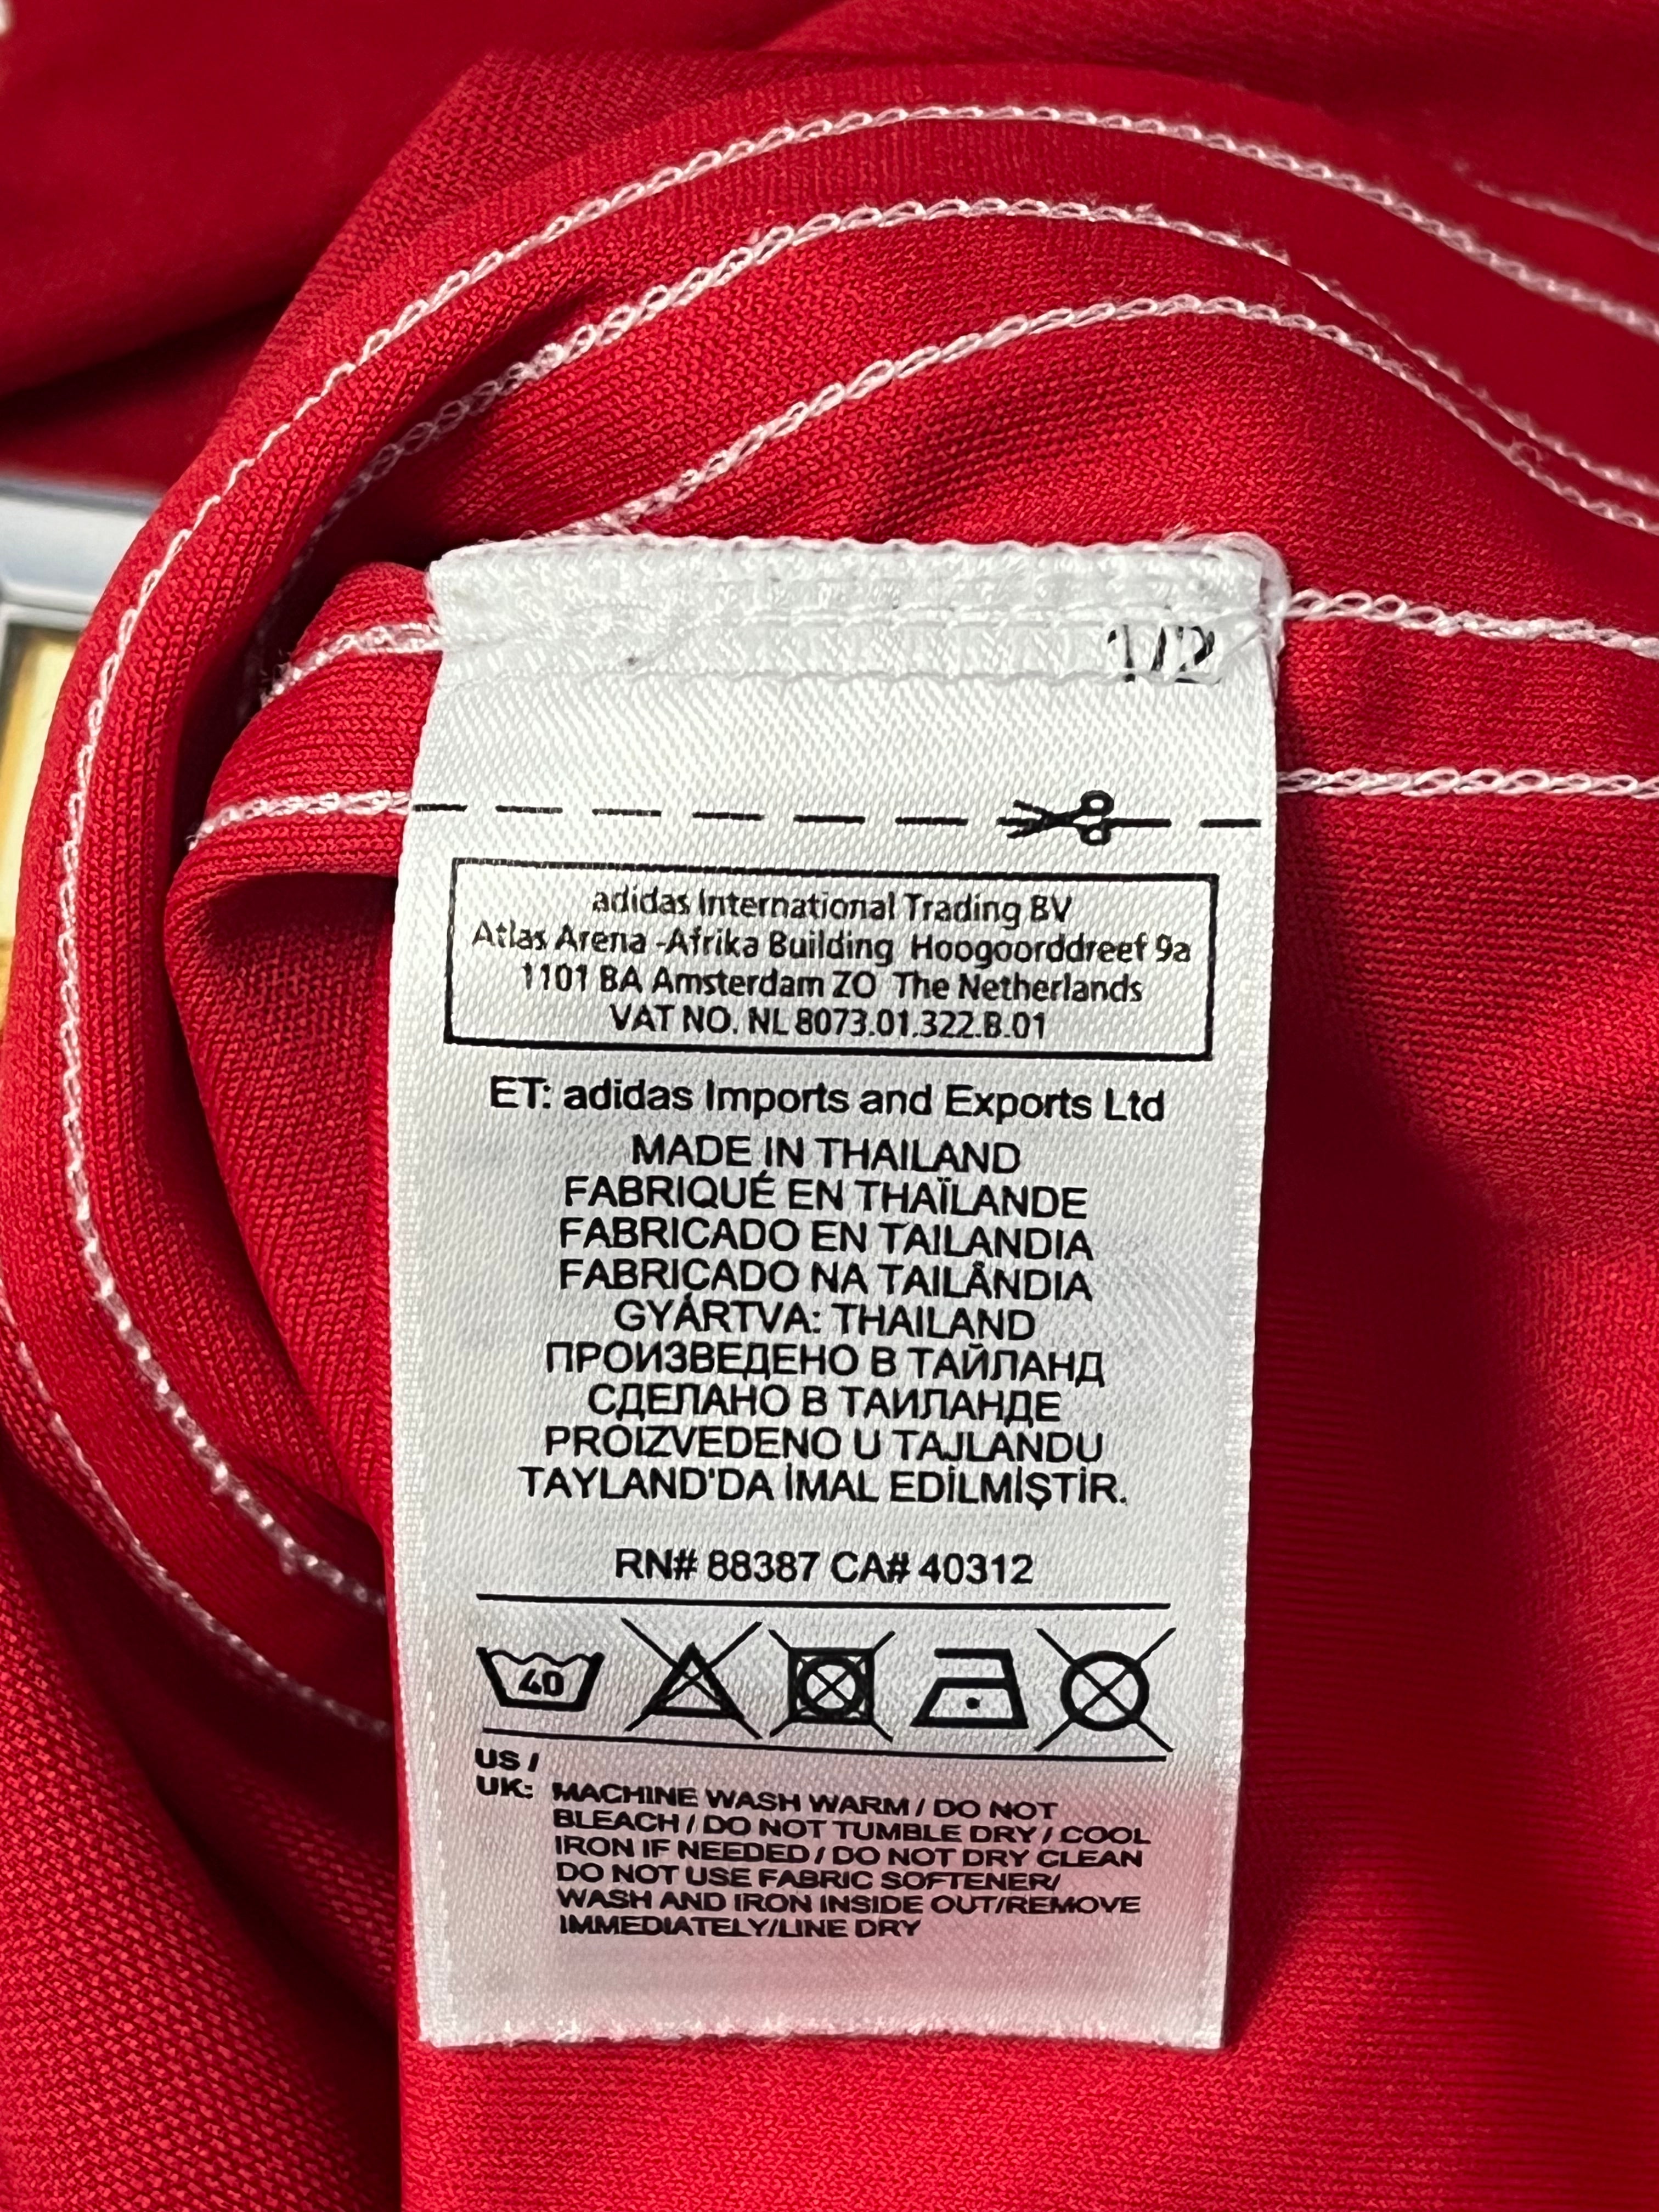 1/2
adidas International Trading BV
Atlas Arena -Afrika Building Hoogoorddreef 9a
1101 BA Amsterdam ZO The Netherlands
VAT NO. NL 8073.01.322.B.01
ET: adidas Imports and Exports Ltd
MADE IN THAILAND
FABRIQUÉ EN THAÏLANDE
FABRICADO EN TAILANDIA
FABRICADO NA TAILÂNDIA
GYÁRTVA: THAILAND
ПРОИЗВЕДЕНО В ТАЙЛАНД
СДЕЛАНО В ТАИЛАНДЕ
PROIZVEDENO U TAJLANDU
TAYLAND'DA İMAL EDİLMİŞTİR.
RN# 88387 CA# 40312
40
US /
UK: MACHINE WASH WARM / DO NOT
BLEACH / DO NOT TUMBLE DRY / COOL
IRON IF NEEDED / DO NOT DRY CLEAN
DO NOT USE FABRIC SOFTENER/
WASH AND IRON INSIDE OUT/REMOVE
IMMEDIATELY/LINE DRY